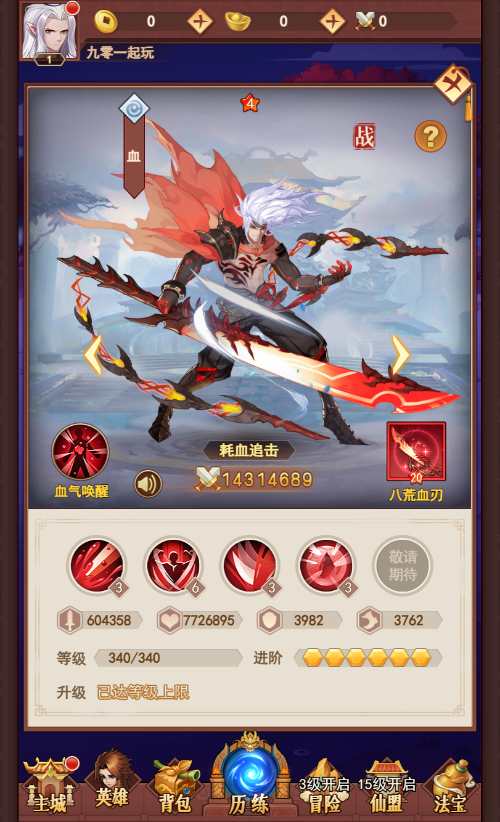 0
0
0
1
九零一起玩
4
血
战
?
耗血追击
14314689
血气唤醒
20
八荒血刃
3
6
3
3
敬请
期待
604358
7726895
3982
3762
等级
340/340
进阶
升级
已达等级上限
主城
英雄
背包
历练
3级开启
冒险
15级开启
仙盟
法宝